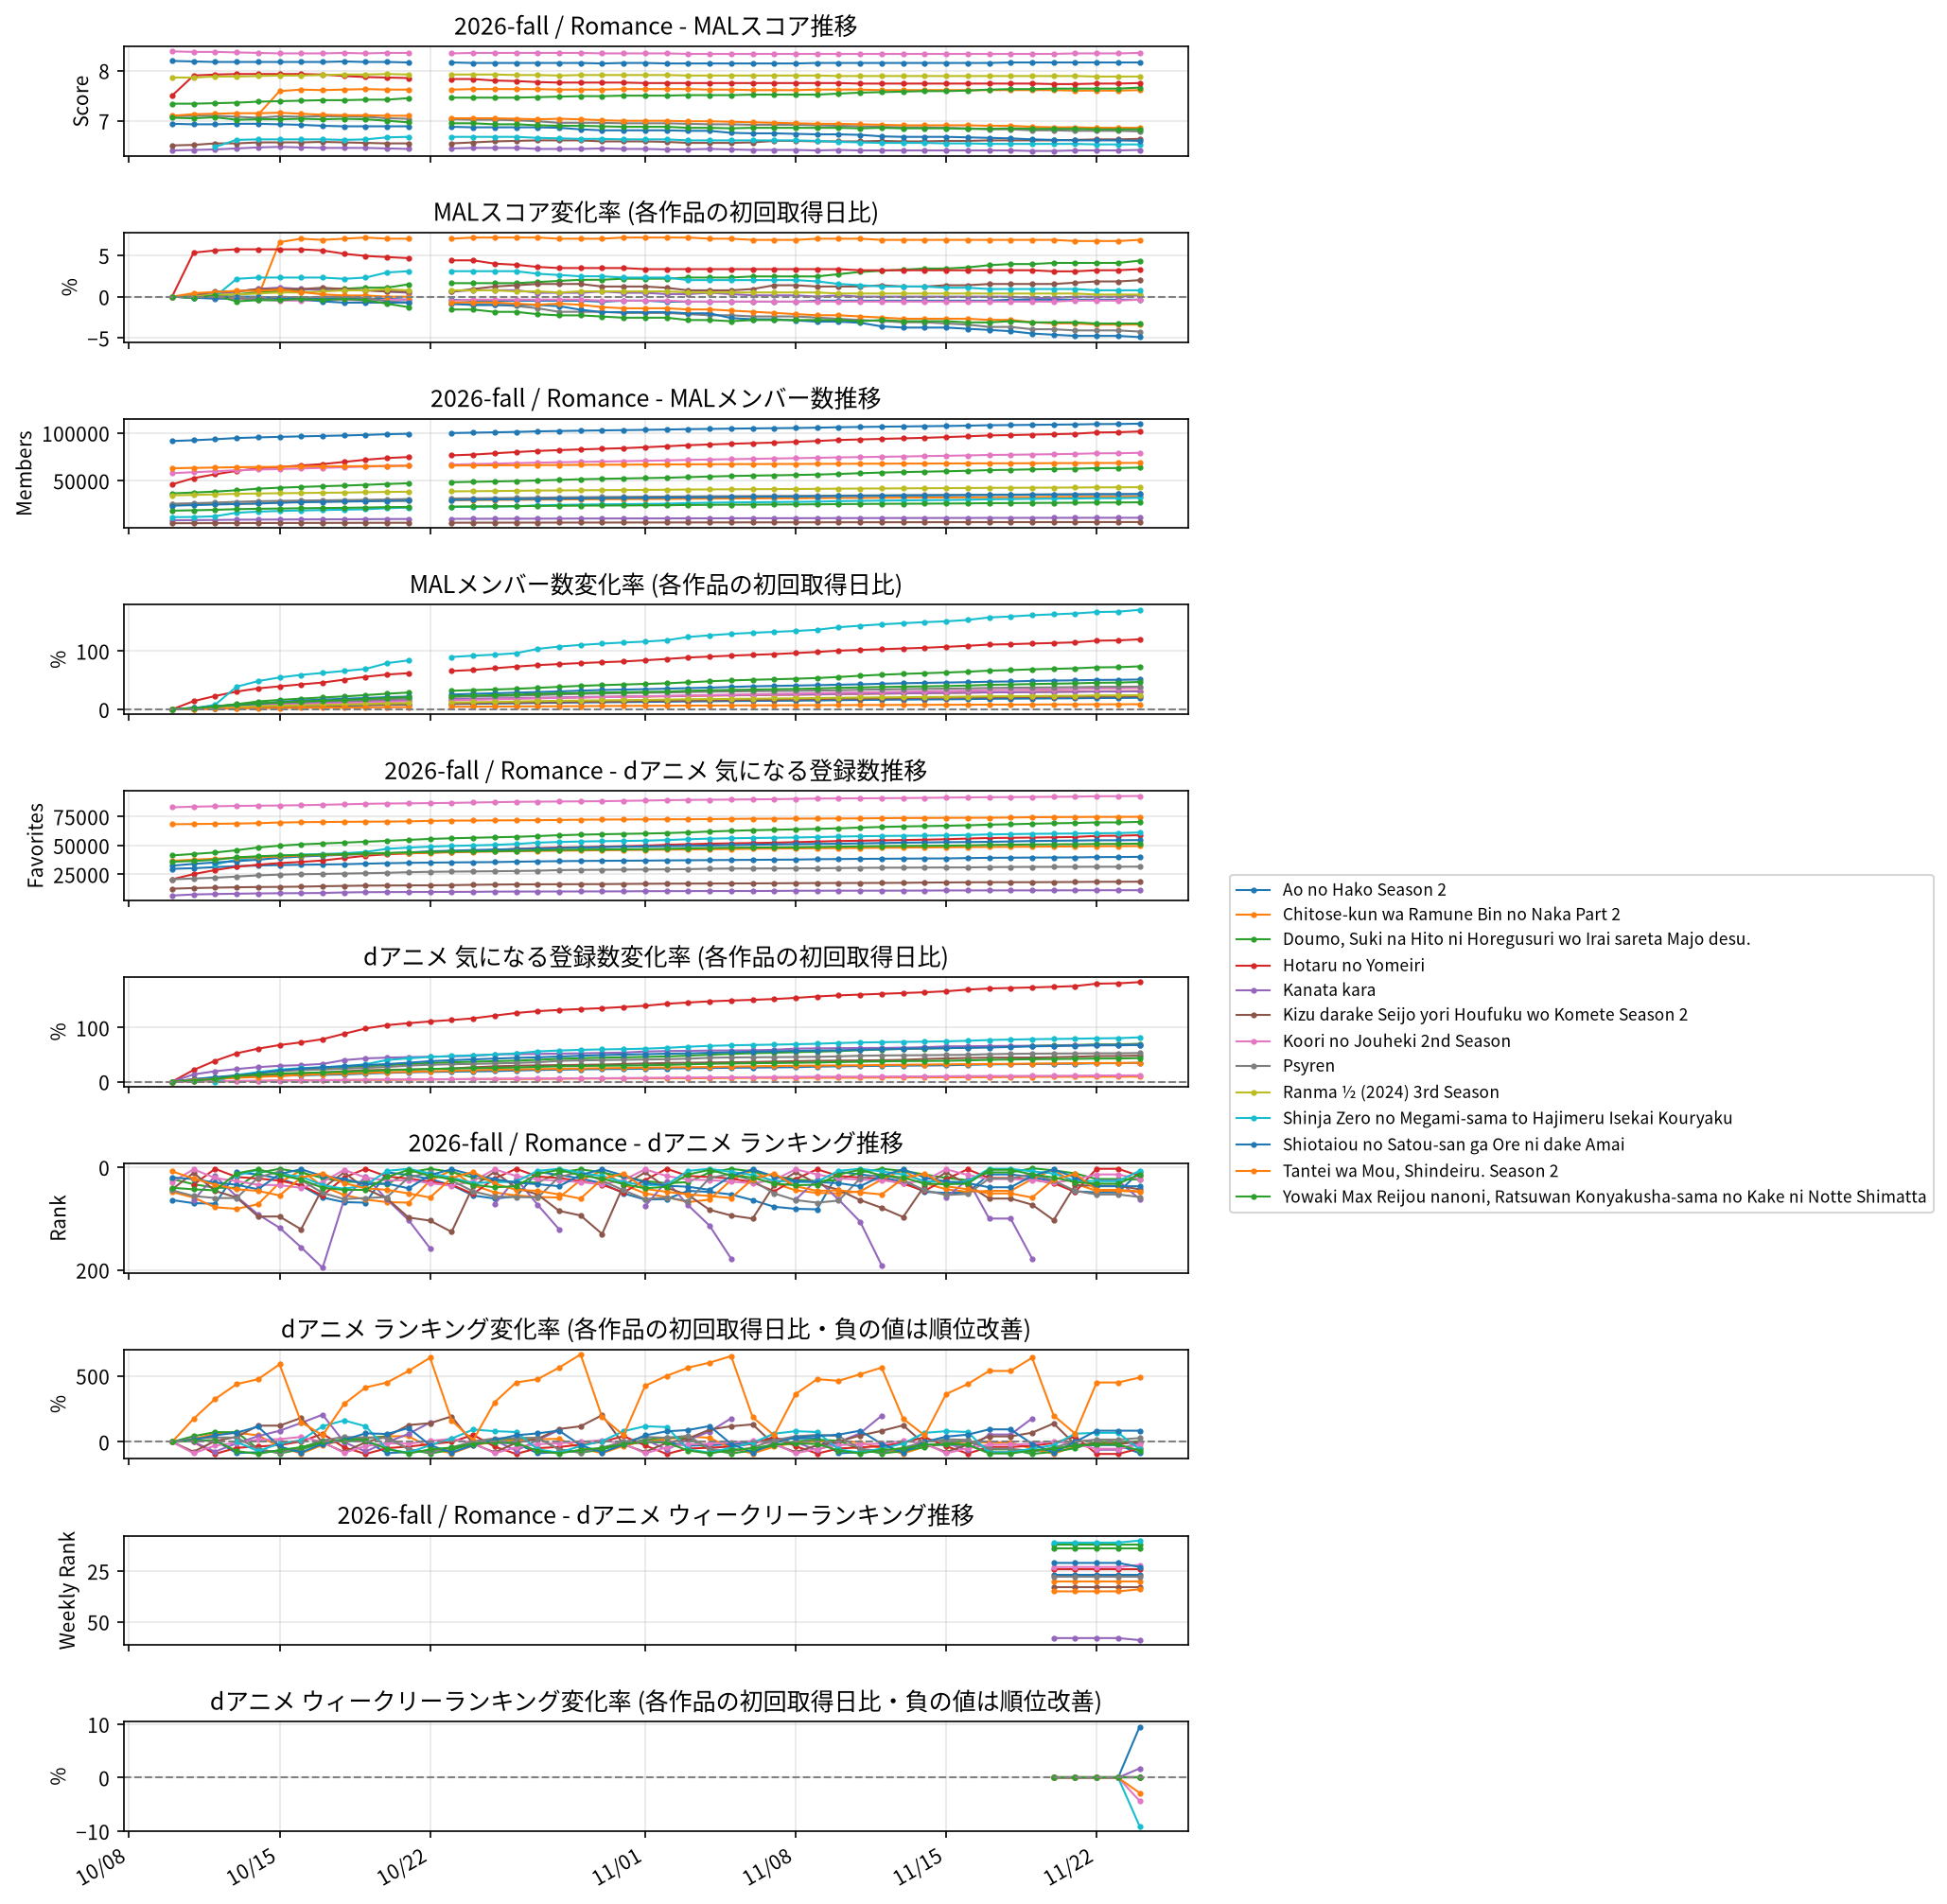 2026-fall / Romance - MALスコア推移
Score
8
7
MALスコア変化率 (各作品の初回取得日比)
%
5
0
−5
2026-fall / Romance - MALメンバー数推移
Members
100000
50000
MALメンバー数変化率 (各作品の初回取得日比)
%
100
0
2026-fall / Romance - dアニメ 気になる登録数推移
Favorites
75000
50000
25000
dアニメ 気になる登録数変化率 (各作品の初回取得日比)
%
100
0
2026-fall / Romance - dアニメ ランキング推移
Rank
0
200
dアニメ ランキング変化率 (各作品の初回取得日比・負の値は順位改善)
%
500
0
2026-fall / Romance - dアニメ ウィークリーランキング推移
Weekly Rank
25
50
dアニメ ウィークリーランキング変化率 (各作品の初回取得日比・負の値は順位改善)
%
10
0
−10
10/08
10/15
10/22
11/01
11/08
11/15
11/22
Ao no Hako Season 2
Chitose-kun wa Ramune Bin no Naka Part 2
Doumo, Suki na Hito ni Horegusuri wo Irai sareta Majo desu.
Hotaru no Yomeiri
Kanata kara
Kizu darake Seijo yori Houfuku wo Komete Season 2
Koori no Jouheki 2nd Season
Psyren
Ranma ½ (2024) 3rd Season
Shinja Zero no Megami-sama to Hajimeru Isekai Kouryaku
Shiotaiou no Satou-san ga Ore ni dake Amai
Tantei wa Mou, Shindeiru. Season 2
Yowaki Max Reijou nanoni, Ratsuwan Konyakusha-sama no Kake ni Notte Shimatta